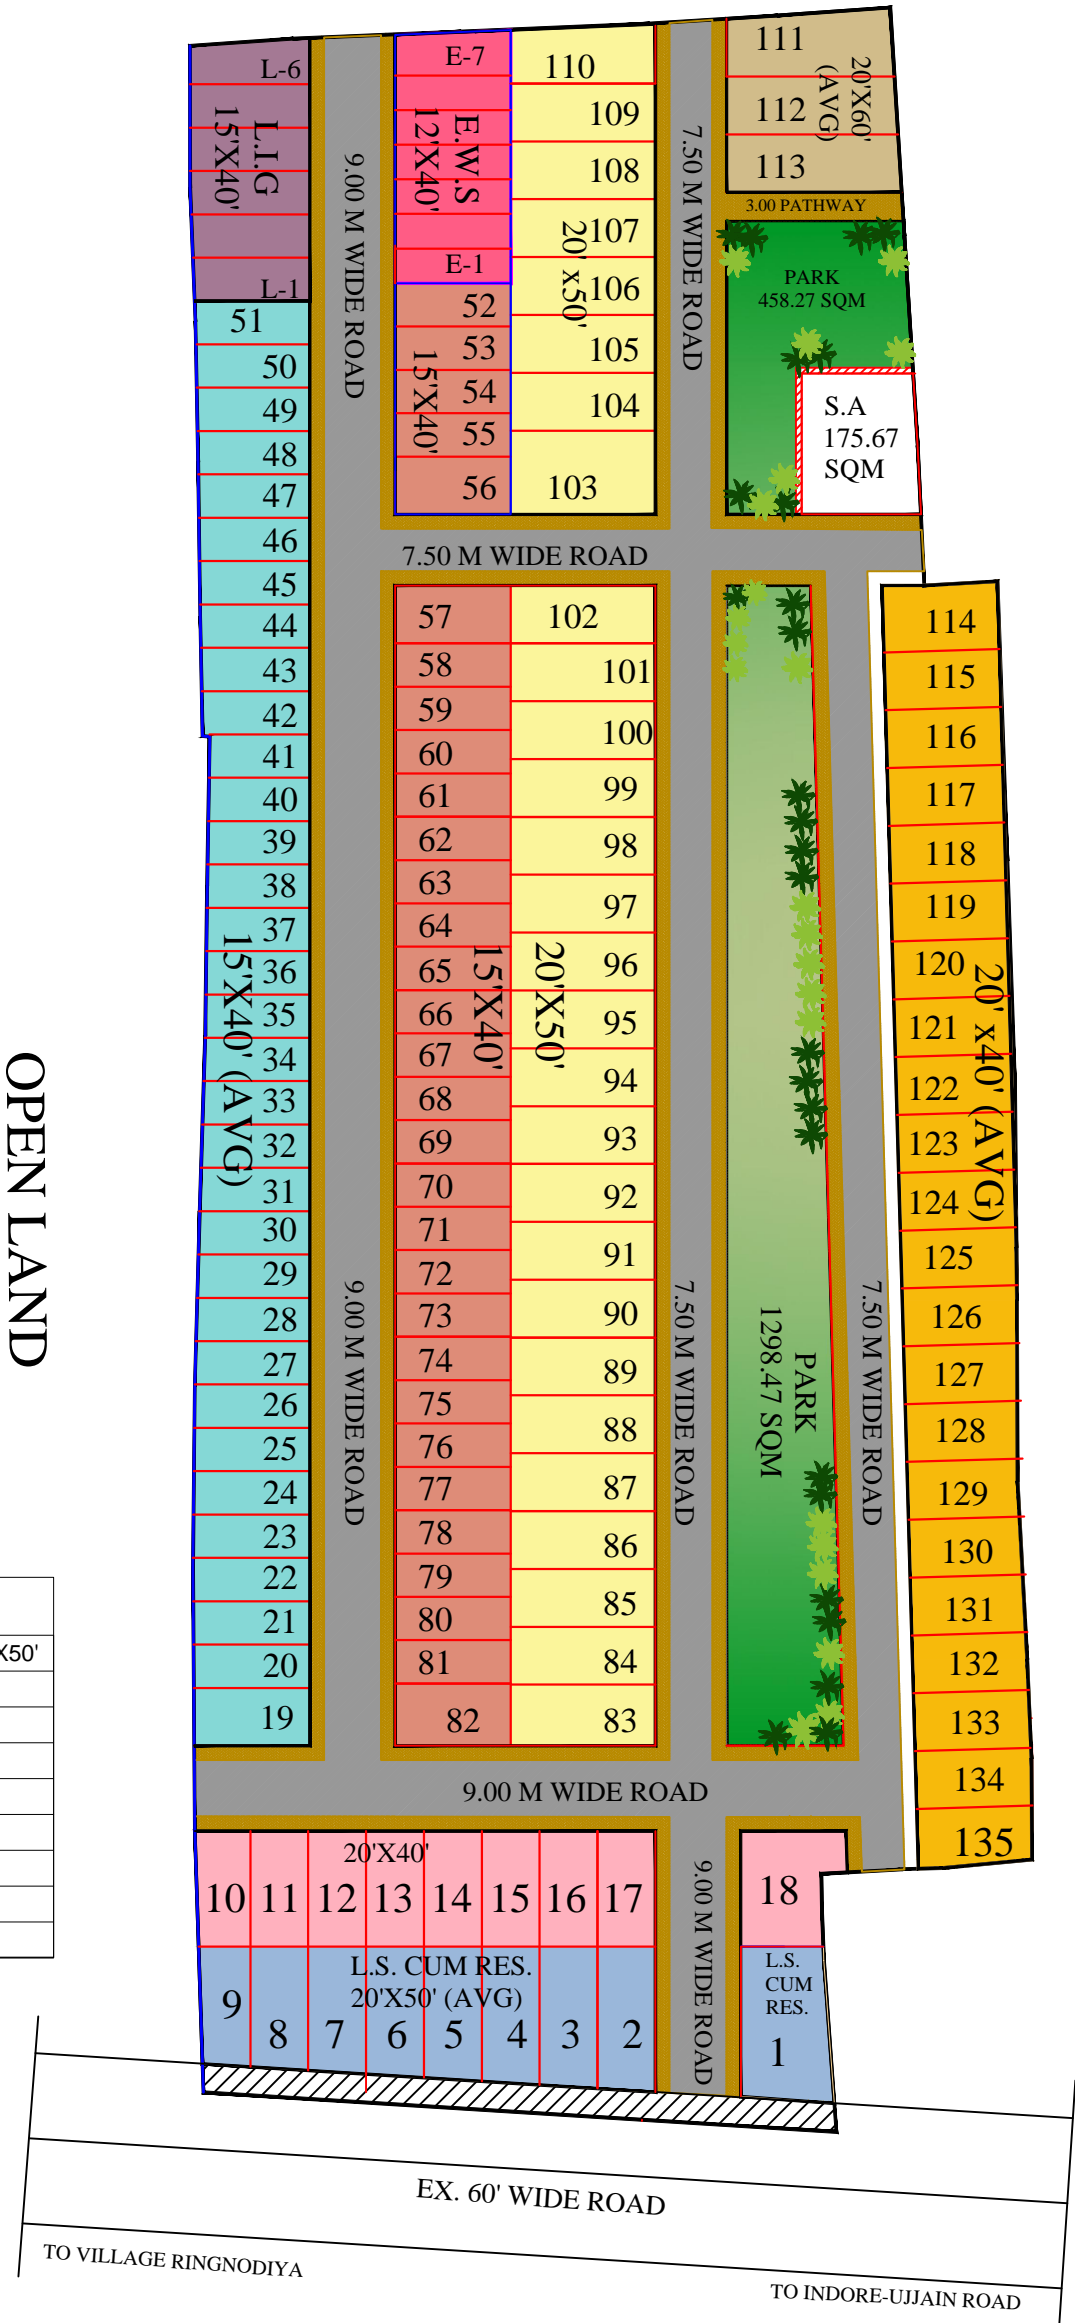 111
112
113
20'X60'
(AVG)
3.00 PATHWAY
PARK
458.27 SQM
S.A
175.67
SQM
L-6
L.I.G
15'X40'
L-1
9.00 M WIDE ROAD
E-7
E.W.S
12'X40'
E-1
110
109
108
107
106
105
104
103
20' x50'
7.50 M WIDE ROAD
52
53
54
55
56
15'X40'
51
50
49
48
47
46
45
44
43
42
41
40
39
38
37
36
35
34
33
32
31
30
29
28
27
26
25
24
23
22
21
20
19
15'X40' (AVG)
7.50 M WIDE ROAD
57
58
59
60
61
62
63
64
65
66
67
68
69
70
71
72
73
74
75
76
77
78
79
80
81
82
15'X40'
102
101
100
99
98
97
96
95
94
93
92
91
90
89
88
87
86
85
84
83
20'X50'
9.00 M WIDE ROAD
7.50 M WIDE ROAD
PARK
1298.47 SQM
7.50 M WIDE ROAD
114
115
116
117
118
119
120
121
122
123
124
125
126
127
128
129
130
131
132
133
134
135
20' x40' (AVG)
OPEN LAND
X50'
9.00 M WIDE ROAD
20'X40'
10 11 12 13 14 15 16 17
18
L.S. CUM RES.
20'X50' (AVG)
9 8 7 6 5 4 3 2
9.00 M WIDE ROAD
L.S.
CUM
RES.
1
EX. 60' WIDE ROAD
TO VILLAGE RINGNODIYA
TO INDORE-UJJAIN ROAD